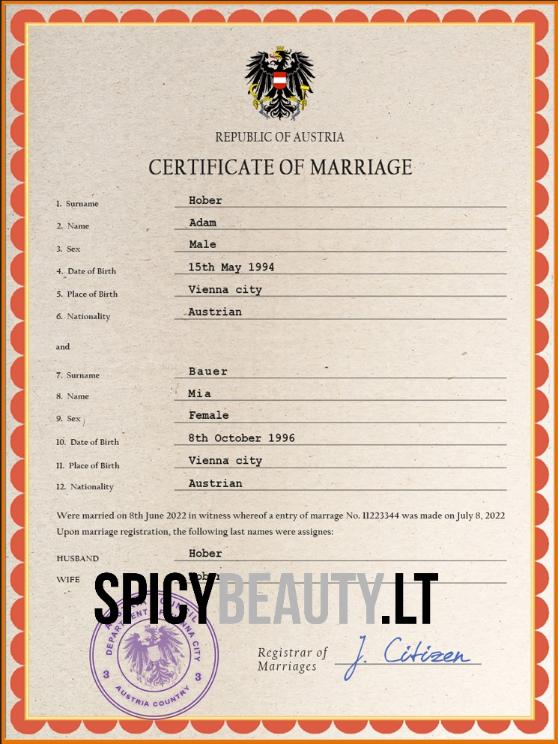 REPUBLIC OF AUSTRIA
CERTIFICATE OF MARRIAGE
1. Surname Hober
2. Name Adam
3. Sex Male
4. Date of Birth 15th May 1994
5. Place of Birth Vienna city
6. Nationality Austrian
and
7. Surname Bauer
8. Name Mia
9. Sex Female
10. Date of Birth 8th October 1996
11. Place of Birth Vienna city
12. Nationality Austrian
Were married on 8th June 2022 in witness whereof a entry of marrage No. II223344 was made on July 8, 2022
Upon marriage registration, the following last names were assignes:
HUSBAND Hober
WIFE
SPICYBEAUTY.LT
VIENNA CITY
3 3
AUSTRIA COUNTRY
Registrar of
Marriages
J. Citizen